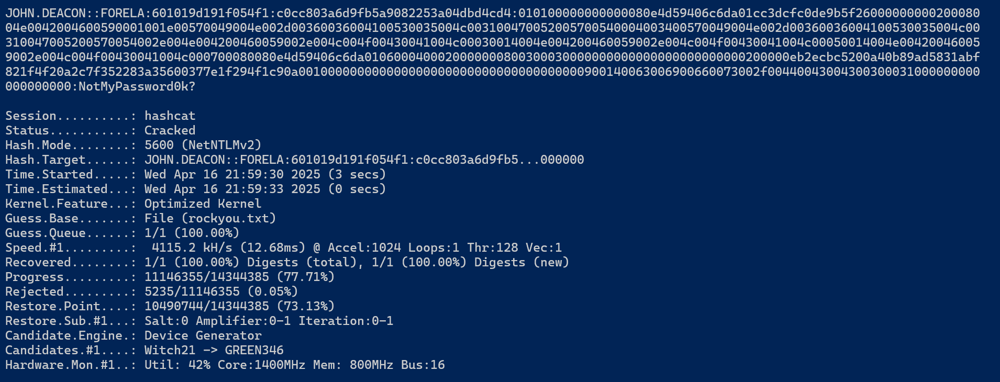 JOHN.DEACON::FORELA:601019d191f054f1:c0cc803a6d9fb5a9082253a04dbd4cd4:010100000000000080e4d59406c6da01cc3dcfc0de9b5f2600000000020008
004e0042004600590001001e00570049004e002d00360036004100530035004c003100470052005700540004003400570049004e002d00360036004100530035004c00
3100470052005700540 02e004e004200460059002e004c004f00430041004c00030014004e004200460059002e004c004f00430041004c00050014004e00420046005
9002e004c004f00430041004c000700080080e4d59406c6da0106000400020000000800300030000000000000000000000000200000eb2ecbc5200a40b89ad5831abf
821f4f20a2c7f352283a35600377e1f294f1c90a001000000000000000000000000000000000000900140063006900660073002f00440043003000310000000000
000000000:NotMyPassword0k?
Session..........: hashcat
Status...........: Cracked
Hash.Mode........: 5600 (NetNTLMv2)
Hash.Target......: JOHN.DEACON::FORELA:601019d191f054f1:c0cc803a6d9fb5...000000
Time.Started.....: Wed Apr 16 21:59:30 2025 (3 secs)
Time.Estimated...: Wed Apr 16 21:59:33 2025 (0 secs)
Kernel.Feature...: Optimized Kernel
Guess.Base.......: File (rockyou.txt)
Guess.Queue......: 1/1 (100.00%)
Speed.#1.........:  4115.2 kH/s (12.68ms) @ Accel:1024 Loops:1 Thr:128 Vec:1
Recovered........: 1/1 (100.00%) Digests (total), 1/1 (100.00%) Digests (new)
Progress.........: 11146355/14344385 (77.71%)
Rejected.........: 5235/11146355 (0.05%)
Restore.Point....: 10490744/14344385 (73.13%)
Restore.Sub.#1...: Salt:0 Amplifier:0-1 Iteration:0-1
Candidate.Engine.: Device Generator
Candidates.#1....: Witch21 -> GREEN346
Hardware.Mon.#1..: Util: 42% Core:1400MHz Mem: 800MHz Bus:16